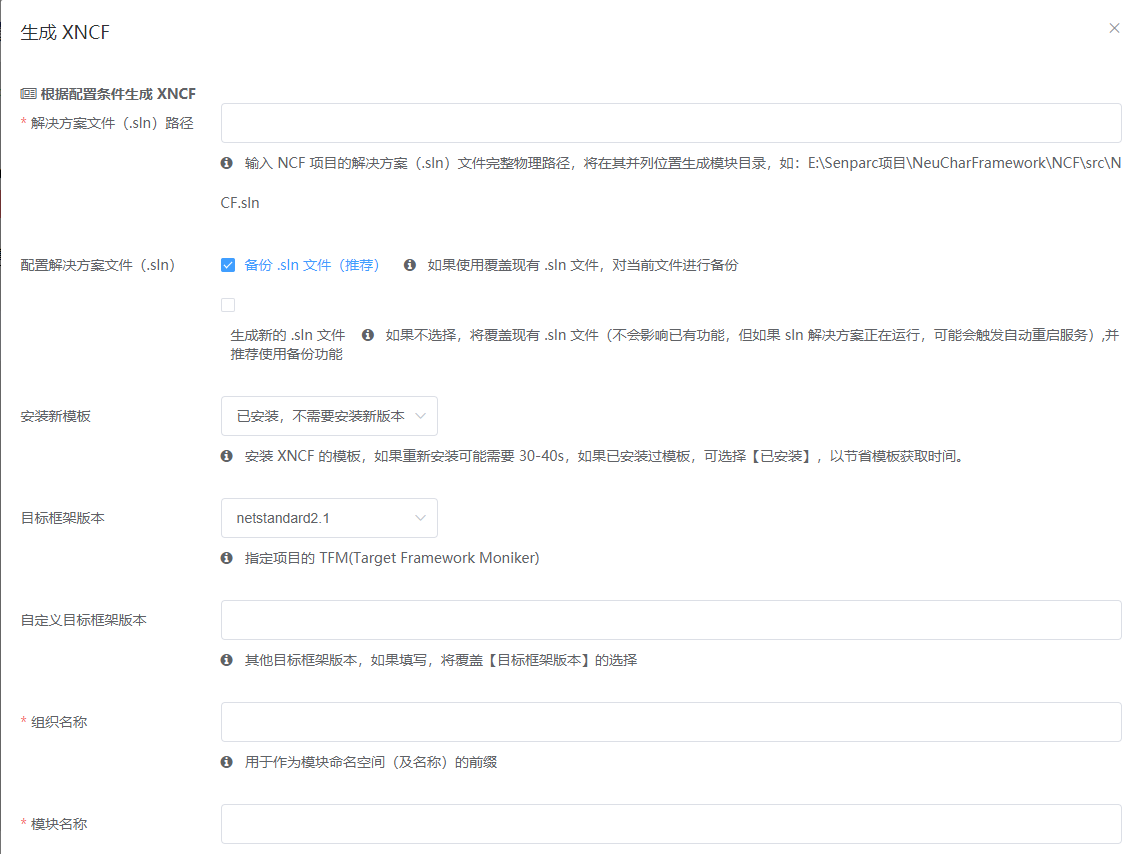 生成 XNCF
根据配置条件生成 XNCF
* 解决方案文件（.sln）路径
输入 NCF 项目的解决方案（.sln）文件完整物理路径，将在其并列位置生成模块目录，如：E:\Senparc项目\NeuCharFramework\NCF\src\N
CF.sln
配置解决方案文件（.sln）
备份 .sln 文件（推荐） 如果使用覆盖现有 .sln 文件，对当前文件进行备份
生成新的 .sln 文件 如果不选择，将覆盖现有 .sln 文件（不会影响已有功能，但如果 sln 解决方案正在运行，可能会触发自动重启服务）,并
推荐使用备份功能
安装新模板
已安装，不需要安装新版本
安装 XNCF 的模板，如果重新安装可能需要 30-40s，如果已安装过模板，可选择【已安装】，以节省模板获取时间。
目标框架版本
netstandard2.1
指定项目的 TFM(Target Framework Moniker)
自定义目标框架版本
其他目标框架版本，如果填写，将覆盖【目标框架版本】的选择
* 组织名称
用于作为模块命名空间（及名称）的前缀
* 模块名称